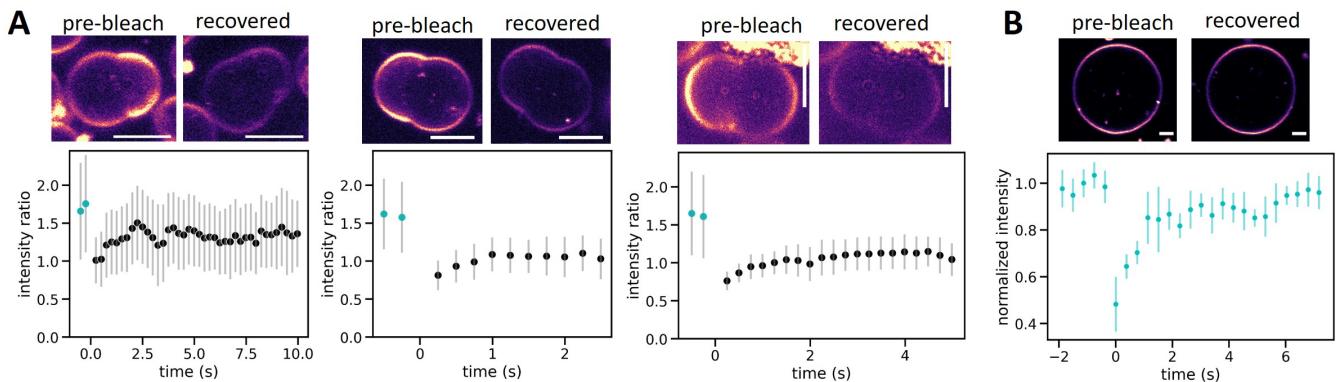 A
pre-bleach recovered
pre-bleach recovered
pre-bleach recovered
B
pre-bleach recovered
intensity ratio
2.0
1.5
1.0
0.5
0.0
0.0 2.5 5.0 7.5 10.0
time (s)
intensity ratio
2.0
1.5
1.0
0.5
0.0
0 1 2
time (s)
intensity ratio
2.0
1.5
1.0
0.5
0.0
0 2 4
time (s)
normalized intensity
1.0
0.8
0.6
0.4
−2 0 2 4 6
time (s)